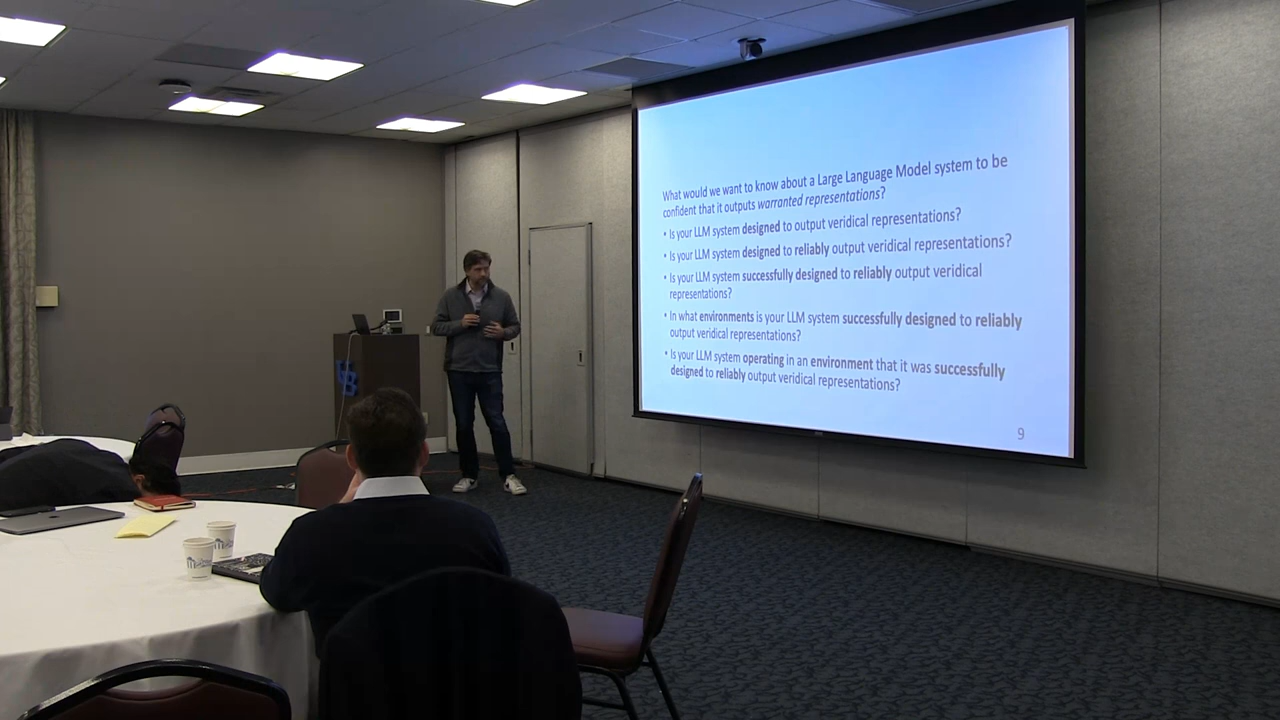 What would we want to know about a Large Language Model system to be
confident that it outputs warranted representations?
• Is your LLM system designed to output veridical representations?
• Is your LLM system designed to reliably output veridical representations?
• Is your LLM system successfully designed to reliably output veridical
representations?
• In what environments is your LLM system successfully designed to reliably
output veridical representations?
• Is your LLM system operating in an environment that it was successfully
designed to reliably output veridical representations?
9